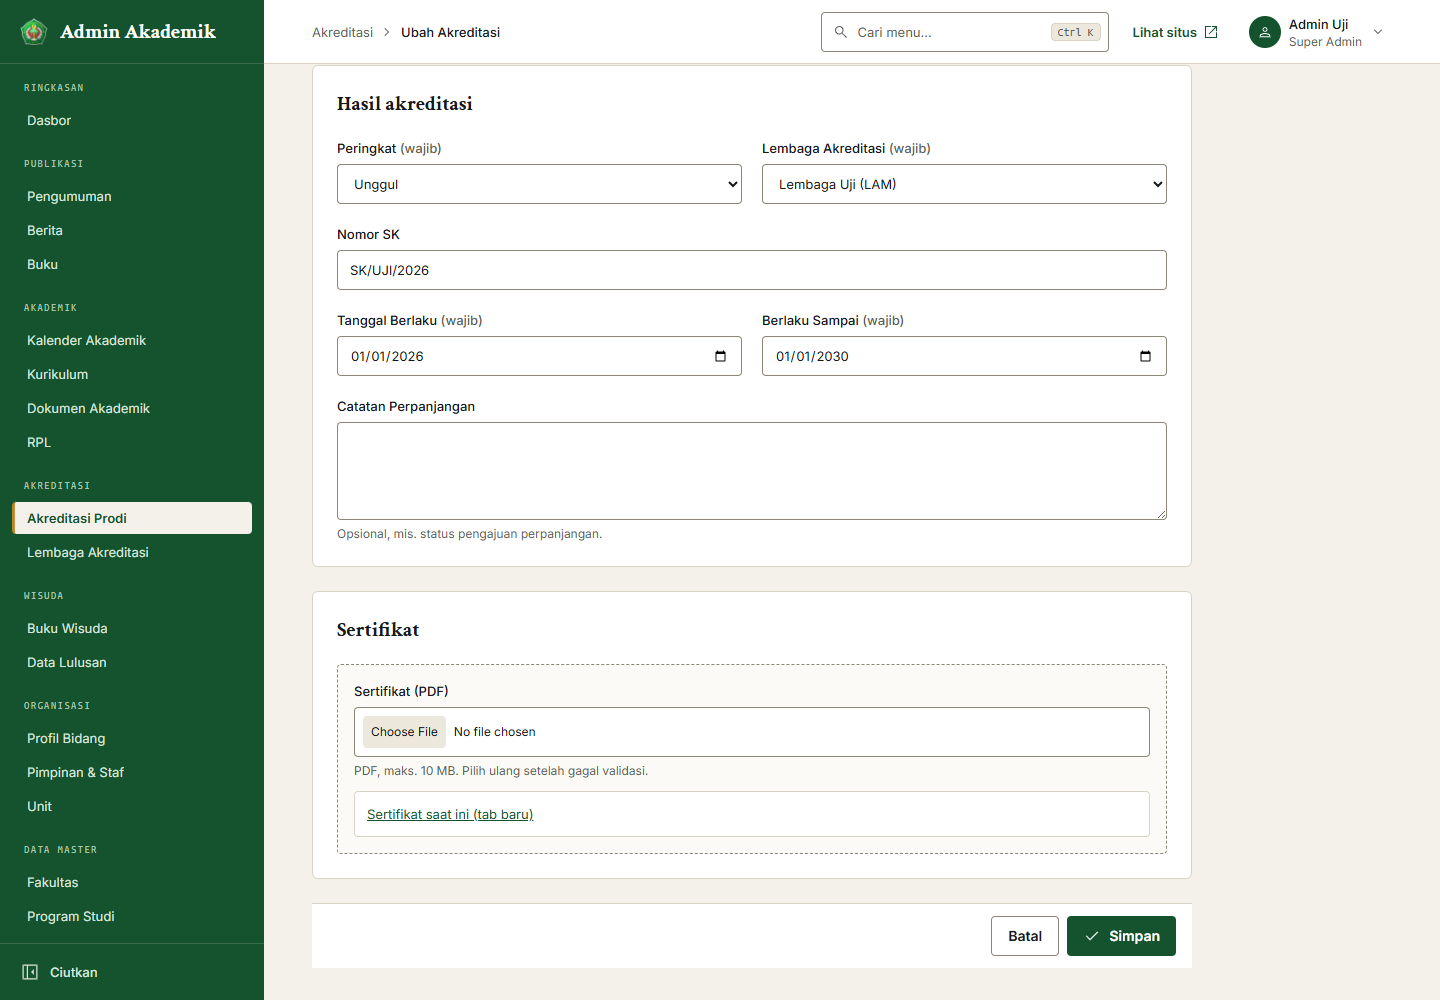 Admin Akademik
RINGKASAN
Dasbor
PUBLIKASI
Pengumuman
Berita
Buku
AKADEMIK
Kalender Akademik
Kurikulum
Dokumen Akademik
RPL
AKREDITASI
Akreditasi Prodi
Lembaga Akreditasi
WISUDA
Buku Wisuda
Data Lulusan
ORGANISASI
Profil Bidang
Pimpinan & Staf
Unit
DATA MASTER
Fakultas
Program Studi
Ciutkan
Akreditasi > Ubah Akreditasi
Cari menu... Ctrl K
Lihat situs
Admin Uji
Super Admin
Hasil akreditasi
Peringkat (wajib) Lembaga Akreditasi (wajib)
Unggul Lembaga Uji (LAM)
Nomor SK
SK/UJI/2026
Tanggal Berlaku (wajib) Berlaku Sampai (wajib)
01/01/2026 01/01/2030
Catatan Perpanjangan
Opsional, mis. status pengajuan perpanjangan.
Sertifikat
Sertifikat (PDF)
Choose File No file chosen
PDF, maks. 10 MB. Pilih ulang setelah gagal validasi.
Sertifikat saat ini (tab baru)
Batal Simpan